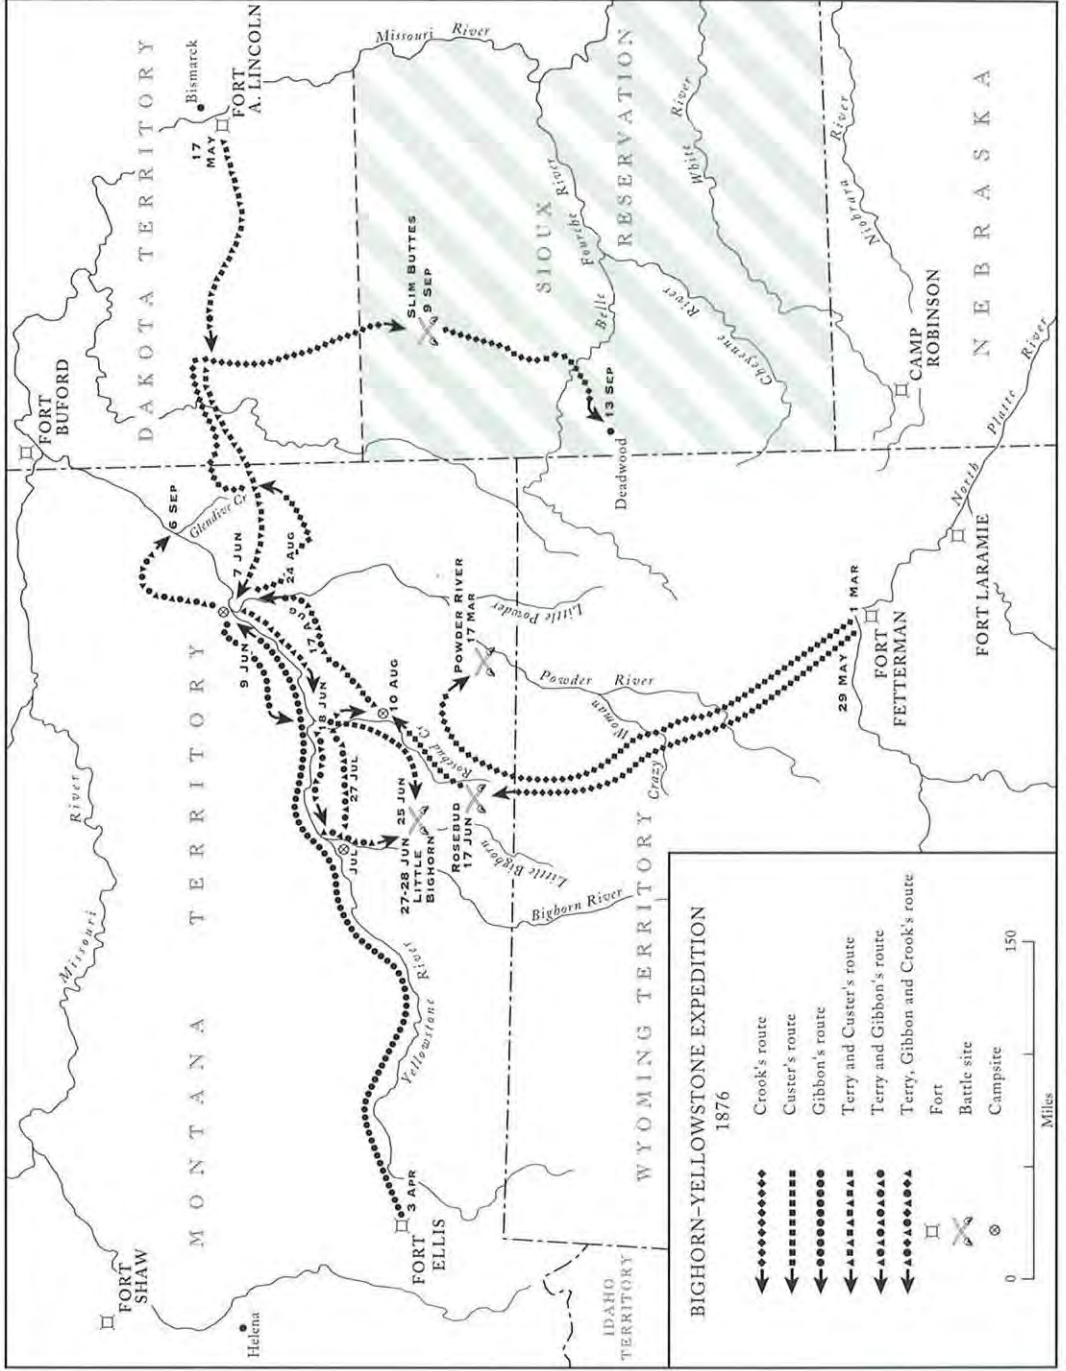 FORT
SHAW
Helena
Missouri
River
MONTANA TERRITORY
FORT
BUFORD
DAKOTA TERRITORY
Bismarck
FORT
A. LINCOLN
17
MAY
Missouri River
6 SEP
Glendive Cr
7 JUN
24 AUG
17 AUG
9 JUN
18 JUN
10 AUG
27 JUL
JUL
25 JUN
27-28 JUN
LITTLE
BIGHORN
ROSEBUD
17 JUN
Rosebud Cr
POWDER RIVER
17 MAR
Little Powder
Powder River
Woman
Crazy
Little Bighorn
Bighorn River
Yellowstone River
3 APR
FORT
ELLIS
SLIM BUTTES
9 SEP
SIOUX
RESERVATION
Belle Fourche River
Cheyenne River
White River
Niobrara River
13 SEP
Deadwood
CAMP
ROBINSON
NEBRASKA
North Platte River
FORT LARAMIE
1 MAR
29 MAY
FORT
FETTERMAN
WYOMING TERRITORY
IDAHO
TERRITORY
BIGHORN–YELLOWSTONE EXPEDITION
1876
Crook's route
Custer's route
Gibbon's route
Terry and Custer's route
Terry and Gibbon's route
Terry, Gibbon and Crook's route
Fort
Battle site
Campsite
0 150
Miles